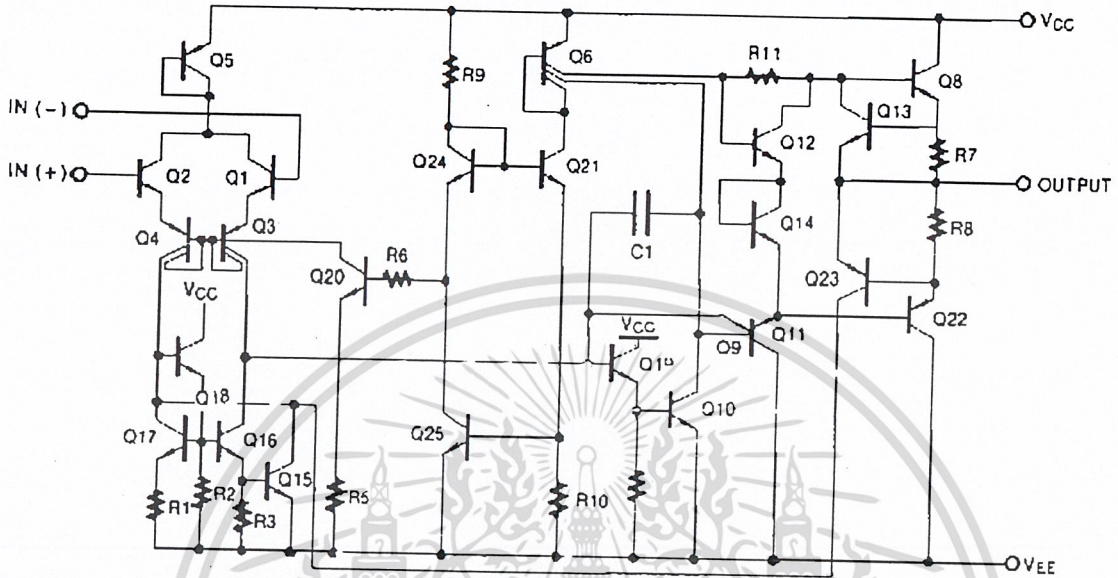 VCC
Q5
R9
Q6
R11
Q8
IN (-)
Q13
Q12
R7
IN (+)
Q2
Q1
Q24
Q21
OUTPUT
Q14
Q4
Q3
R8
R6
C1
Q20
Q23
VCC
VCC
Q9
Q11
Q22
Q18
Q10
Q17
Q16
Q25
Q15
R1
R2
R3
R5
R10
VEE